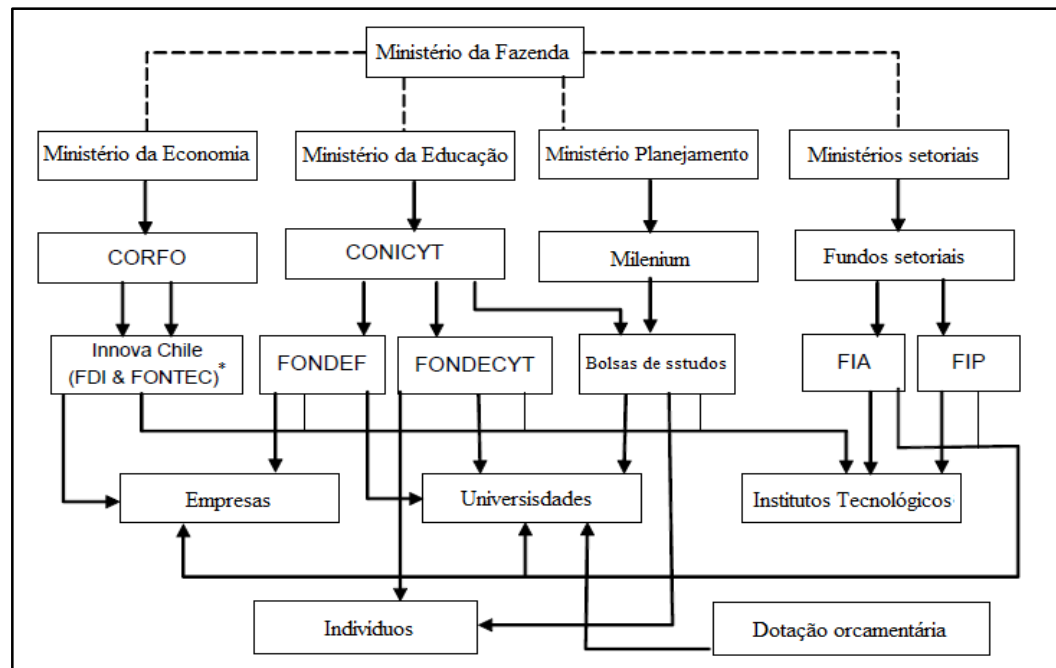 Ministério da Fazenda
Ministério da Economia
Ministério da Educação
Ministério Planejamento
Ministérios setoriais
CORFO
CONICYT
Milenium
Fundos setoriais
Innova Chile
(FDI & FONTEC)*
FONDEF
FONDECYT
Bolsas de sstudos
FIA
FIP
Empresas
Universisdades
Institutos Tecnológicos
Individuos
Dotação orcamentária